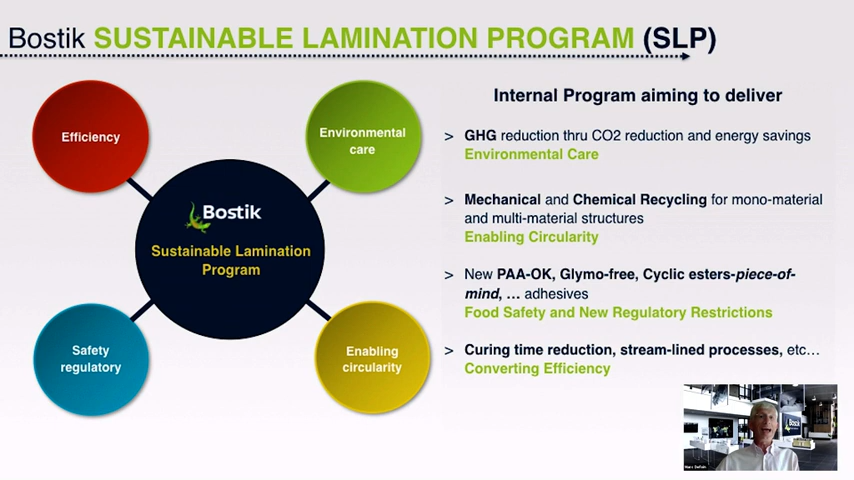 Bostik SUSTAINABLE LAMINATION PROGRAM (SLP)
Efficiency
Environmental
care
Bostik
Sustainable Lamination
Program
Safety
regulatory
Enabling
circularity
Internal Program aiming to deliver
> GHG reduction thru CO2 reduction and energy savings
Environmental Care
> Mechanical and Chemical Recycling for mono-material
and multi-material structures
Enabling Circularity
> New PAA-OK, Glymo-free, Cyclic esters-piece-of-
mind, ... adhesives
Food Safety and New Regulatory Restrictions
> Curing time reduction, stream-lined processes, etc...
Converting Efficiency
Bostik